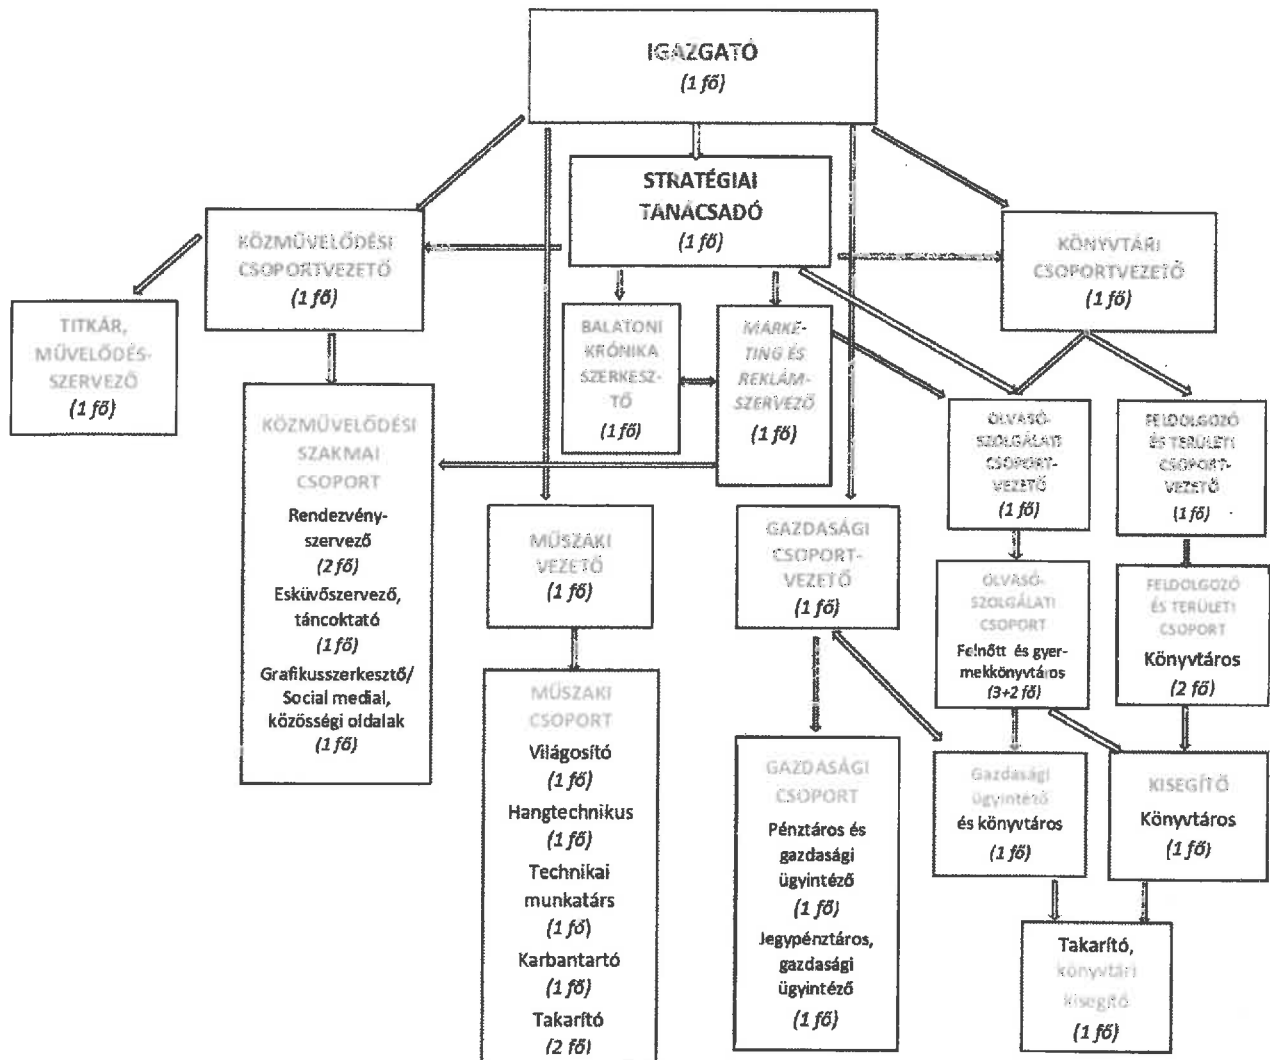 IGAZGATÓ
(1 fő)
STRATÉGIAI
TANÁCSADÓ
(1 fő)
KÖZMŰVELŐDÉSI
CSOPORTVEZETŐ
(1 fő)
KÖNYVTÁRI
CSOPORTVEZETŐ
(1 fő)
TITKÁR,
MŰVELŐDÉS-
SZERVEZŐ
(1 fő)
BALATONI
KRÓNIKA
SZERKESZ-
TŐ
(1 fő)
MARKE-
TING ÉS
REKLÁM-
SZERVEZŐ
(1 fő)
KÖZMŰVELŐDÉSI
SZAKMAI
CSOPORT
Rendezvény-
szervező
(2 fő)
Esküvőszervező,
táncoktató
(1 fő)
Grafikusszerkesztő/
Social medial,
közösségi oldalak
(1 fő)
OLVASÓ-
SZOLGÁLATI
CSOPORT-
VEZETŐ
(1 fő)
FELDOLGOZÓ
ÉS TERÜLETI
CSOPORT-
VEZETŐ
(1 fő)
MŰSZAKI
VEZETŐ
(1 fő)
GAZDASÁGI
CSOPORT-
VEZETŐ
(1 fő)
OLVASÓ-
SZOLGÁLATI
CSOPORT
Felnőtt és gyer-
mekkönyvtáros
(3+2 fő)
FELDOLGOZÓ
ÉS TERÜLETI
CSOPORT
Könyvtáros
(2 fő)
MŰSZAKI
CSOPORT
Világosító
(1 fő)
Hangtechnikus
(1 fő)
Technikai
munkatárs
(1 fő)
Karbantartó
(1 fő)
Takarító
(2 fő)
GAZDASÁGI
CSOPORT
Pénztáros és
gazdasági
ügyintéző
(1 fő)
Jegypénztáros,
gazdasági
ügyintéző
(1 fő)
Gazdasági
ügyintéző
és könyvtáros
(1 fő)
KISEGÍTŐ
Könyvtáros
(1 fő)
Takarító,
könyvtári
kisegítő
(1 fő)